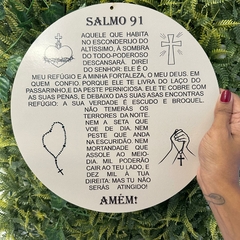 SALMO 91
AQUELE QUE HABITA
NO ESCONDERIJO DO
ALTÍSSIMO, À SOMBRA
DO TODO-PODEROSO
DESCANSARÁ. DIREI
DO SENHOR: ELE É O
MEU REFÚGIO E A MINHA FORTALEZA, O MEU DEUS. EM
QUEM CONFIO. PORQUE ELE TE LIVRA DO LAÇO DO
PASSARINHO, E DA PESTE PERNICIOSA. ELE TE COBRE COM
AS SUAS PENAS, E DEBAIXO DAS SUAS ASAS ENCONTRAS
REFÚGIO: A SUA VERDADE É ESCUDO E BROQUEL.
NÃO TEMERÁS OS
TERRORES DA NOITE.
NEM A SETA QUE
VOE DE DIA, NEM
PESTE QUE ANDA
NA ESCURIDÃO. NEM
MORTANDADE QUE
ASSOLE AO MEIO-
DIA. MIL PODERÃO
CAIR AO TEU LADO, E
DEZ MIL À TUA
DIREITA: MAS TU NÃO
SERÁS ATINGIDO!
AMÉM!